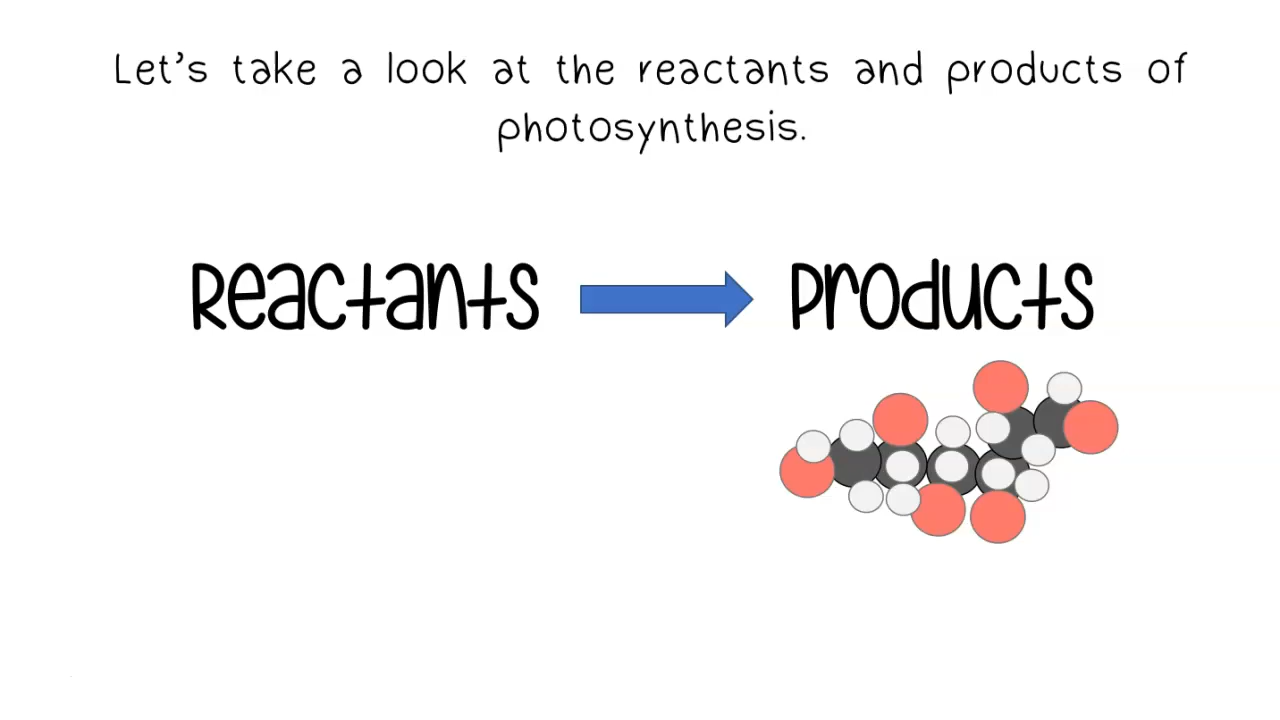 Let's take a look at the reactants and products of
photosynthesis.
Reactants
Products